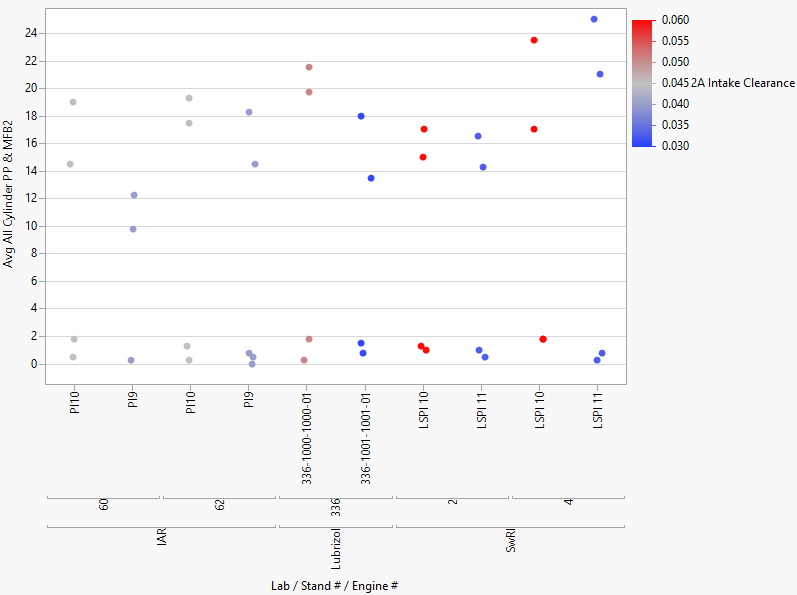 24
22
20
18
16
14
12
10
8
6
4
2
0
Avg All Cylinder PP & MFB2
0.060
0.055
0.050
0.045
0.040
0.035
0.030
2A Intake Clearance
PI10
PI9
PI10
PI9
336-1000-1000-01
336-1001-1001-01
LSPI 10
LSPI 11
LSPI 10
LSPI 11
60
62
336
2
4
IAR
Lubrizol
SwRI
Lab / Stand # / Engine #